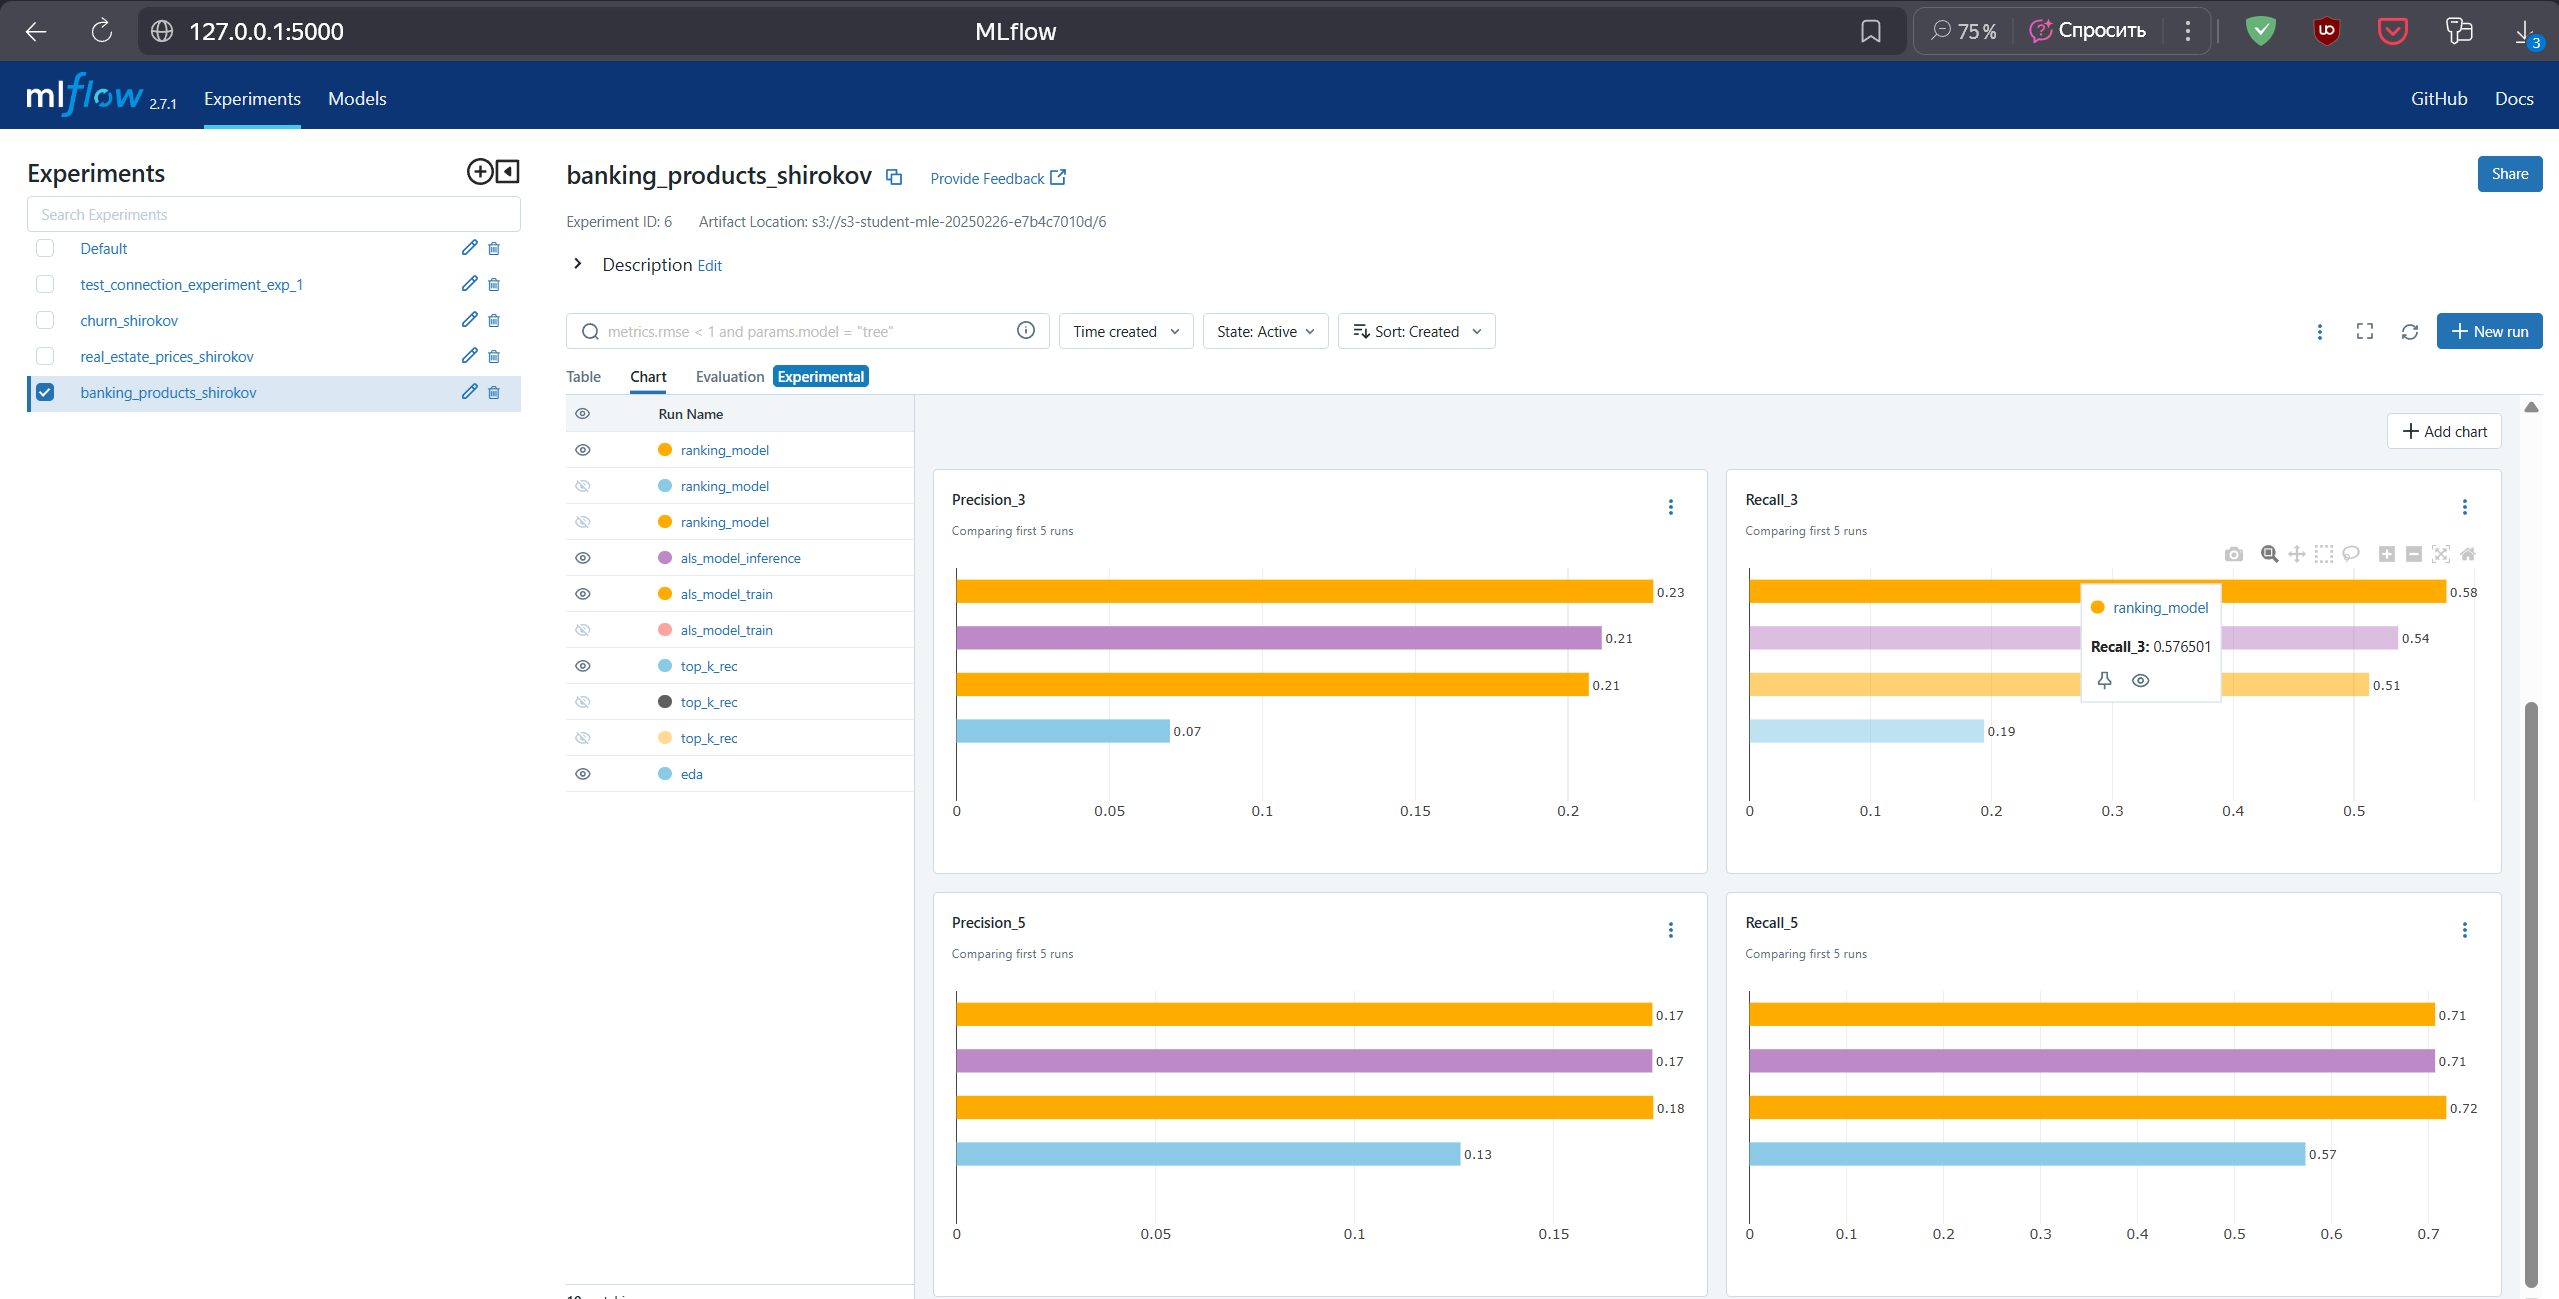 127.0.0.1:5000
MLflow
75 %
Спросить
3
mlflow 2.7.1
Experiments
Models
GitHub
Docs
Experiments
Search Experiments
Default
test_connection_experiment_exp_1
churn_shirokov
real_estate_prices_shirokov
banking_products_shirokov
banking_products_shirokov
Provide Feedback
Share
Experiment ID: 6
Artifact Location: s3://s3-student-mle-20250226-e7b4c7010d/6
Description Edit
metrics.rmse < 1 and params.model = "tree"
Time created
State: Active
Sort: Created
New run
Table
Chart
Evaluation Experimental
Run Name
ranking_model
ranking_model
ranking_model
als_model_inference
als_model_train
als_model_train
top_k_rec
top_k_rec
top_k_rec
eda
Add chart
Precision_3
Comparing first 5 runs
0.23
0.21
0.21
0.07
0 0.05 0.1 0.15 0.2
Recall_3
Comparing first 5 runs
0.58
0.54
0.51
0.19
ranking_model
Recall_3: 0.576501
0 0.1 0.2 0.3 0.4 0.5
Precision_5
Comparing first 5 runs
0.17
0.17
0.18
0.13
0 0.05 0.1 0.15
Recall_5
Comparing first 5 runs
0.71
0.71
0.72
0.57
0 0.1 0.2 0.3 0.4 0.5 0.6 0.7